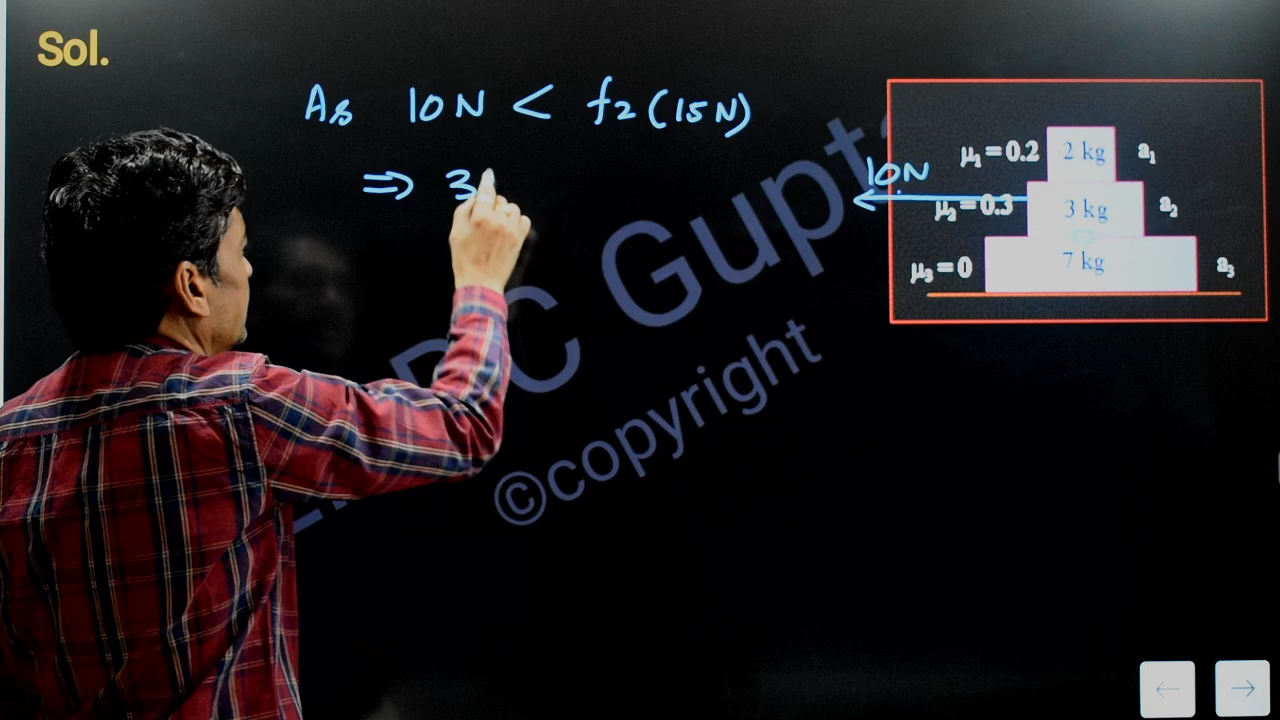 Sol.
As 10N < f2 (15N)
⇒ 3
10N
μ₁ = 0.2 2 kg a₁
μ₂ = 0.3 3 kg a₂
μ₃ = 0 7 kg a₃
C Gupta
©copyright
← →